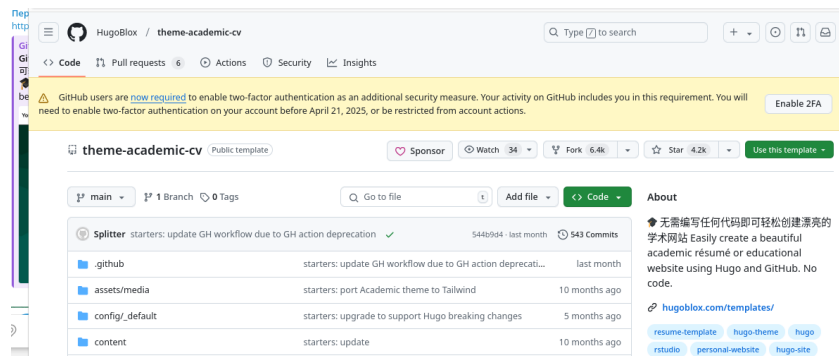 Пер
http
HugoBlox / theme-academic-cv
Type / to search
Code Pull requests 6 Actions Security Insights
GitHub users are now required to enable two-factor authentication as an additional security measure. Your activity on GitHub includes you in this requirement. You will
need to enable two-factor authentication on your account before April 21, 2025, or be restricted from account actions.
Enable 2FA
theme-academic-cv Public template
Sponsor Watch 34 Fork 6.4k Star 4.2k Use this template
main 1 Branch 0 Tags Go to file t Add file Code
Splitter starters: update GH workflow due to GH action deprecation 544b9d4 · last month 543 Commits
.github starters: update GH workflow due to GH action deprecati... last month
assets/media starters: port Academic theme to Tailwind 10 months ago
config/_default starters: upgrade to support Hugo breaking changes 5 months ago
content starters: update 10 months ago
About
🎓 无需编写任何代码即可轻松创建漂亮的
学术网站 Easily create a beautiful
academic résumé or educational
website using Hugo and GitHub. No
code.
hugoblox.com/templates/
resume-template hugo-theme hugo
rstudio personal-website hugo-site